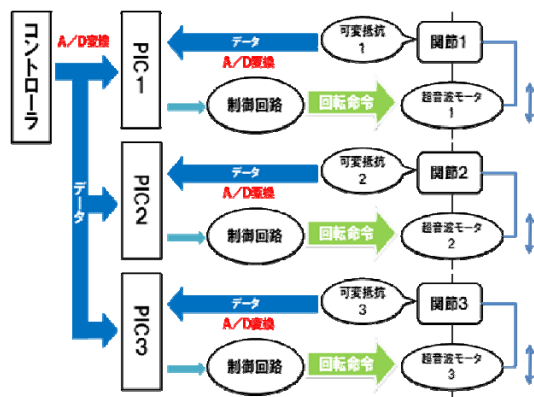 コントローラ
A/D変換
データ
PIC1
データ
A/D変換
可変抵抗
1
関節1
制御回路
回転命令
超音波モータ
1
PIC2
データ
A/D変換
可変抵抗
2
関節2
制御回路
回転命令
超音波モータ
2
PIC3
データ
A/D変換
可変抵抗
3
関節3
制御回路
回転命令
超音波モータ
3